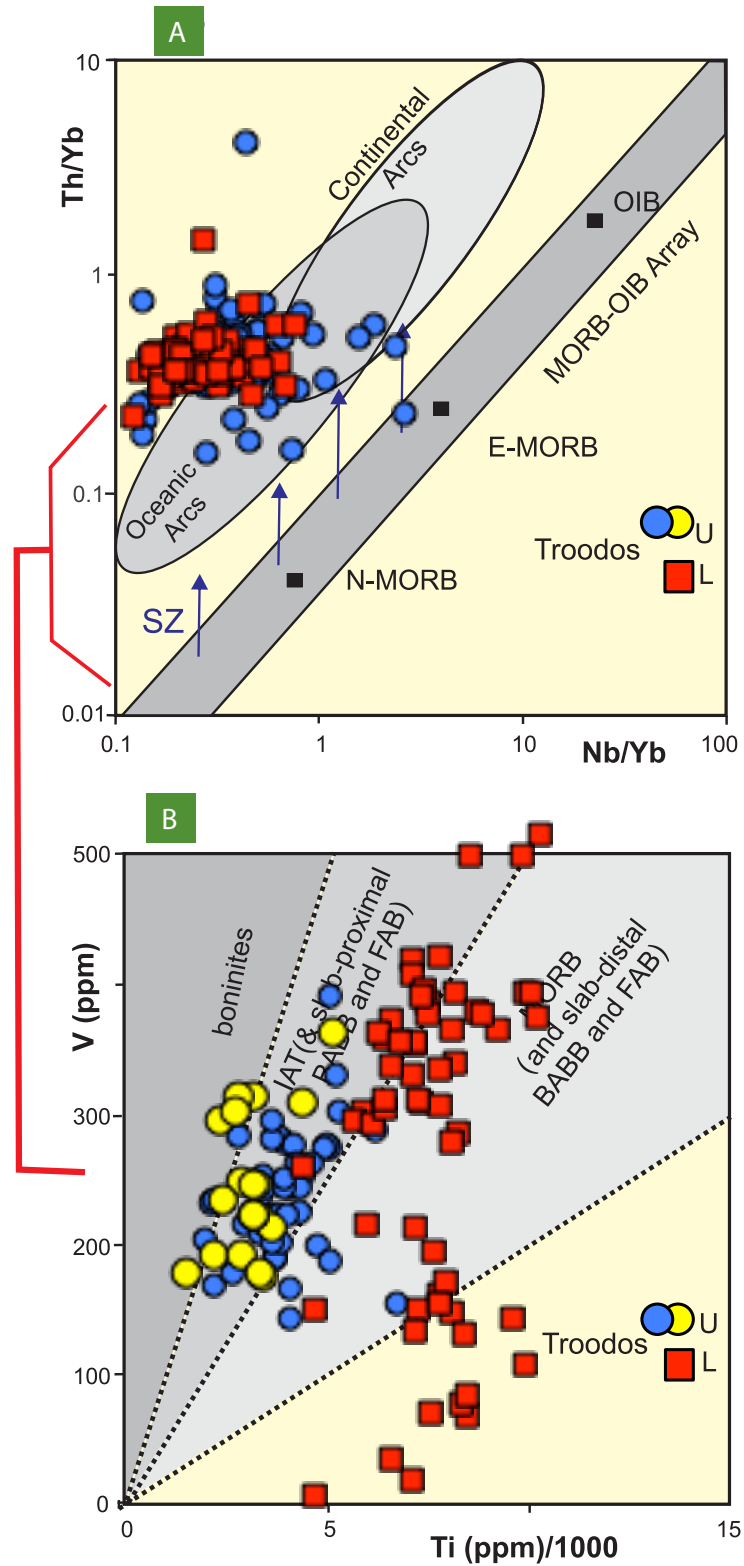 A
10
1
0.1
0.01
Th/Yb
Continental
Arcs
OIB
MORB-OIB Array
E-MORB
Oceanic
Arcs
N-MORB
SZ
Troodos
U
L
0.1
1
10
100
Nb/Yb
B
500
300
200
100
0
V (ppm)
boninites
IAT(& slab-proximal
BABB and FAB)
MORB
(and slab-distal
BABB and FAB)
Troodos
U
L
0
5
15
Ti (ppm)/1000